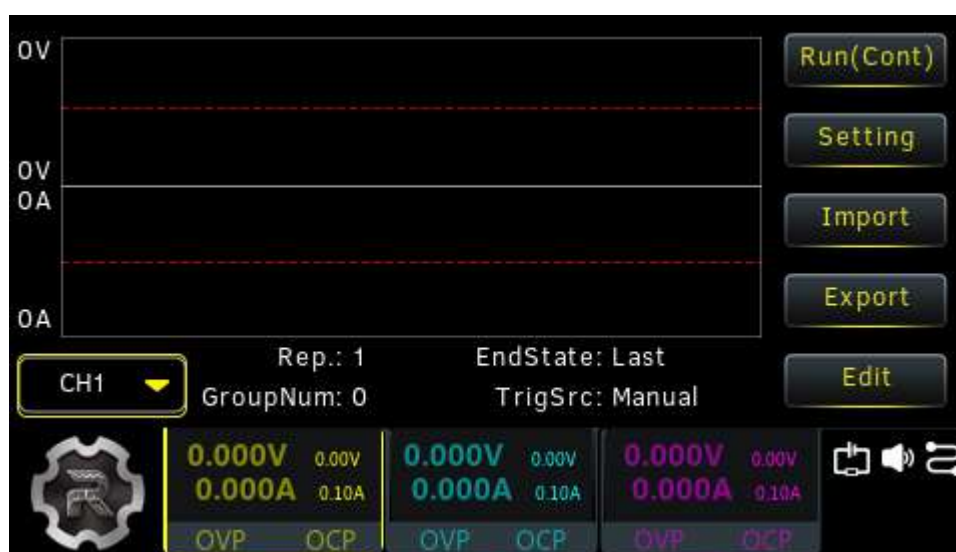 0V
Run(Cont)
Setting
0V
0A
Import
Export
0A
Rep.: 1 EndState: Last
CH1
Edit
GroupNum: 0 TrigSrc: Manual
0.000V 0.00V 0.000V 0.00V 0.000V 0.00V
0.000A 0.10A 0.000A 0.10A 0.000A 0.10A
OVP OCP OVP OCP OVP OCP